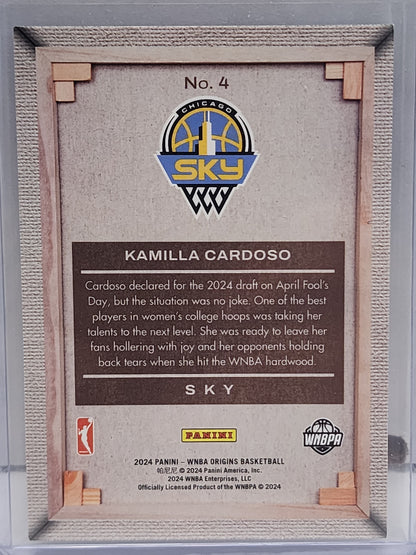 No. 4
CHICAGO
SKY
KAMILLA CARDOSO
Cardoso declared for the 2024 draft on April Fool's
Day, but the situation was no joke. One of the best
players in women's college hoops was taking her
talents to the next level. She was ready to leave her
fans hollering with joy and her opponents holding
back tears when she hit the WNBA hardwood.
SKY
PANINI
WNBPA
2024 PANINI – WNBA ORIGINS BASKETBALL
帕尼尼 © 2024 Panini America, Inc.
2024 WNBA Enterprises, LLC
Officially Licensed Product of the WNBPA © 2024